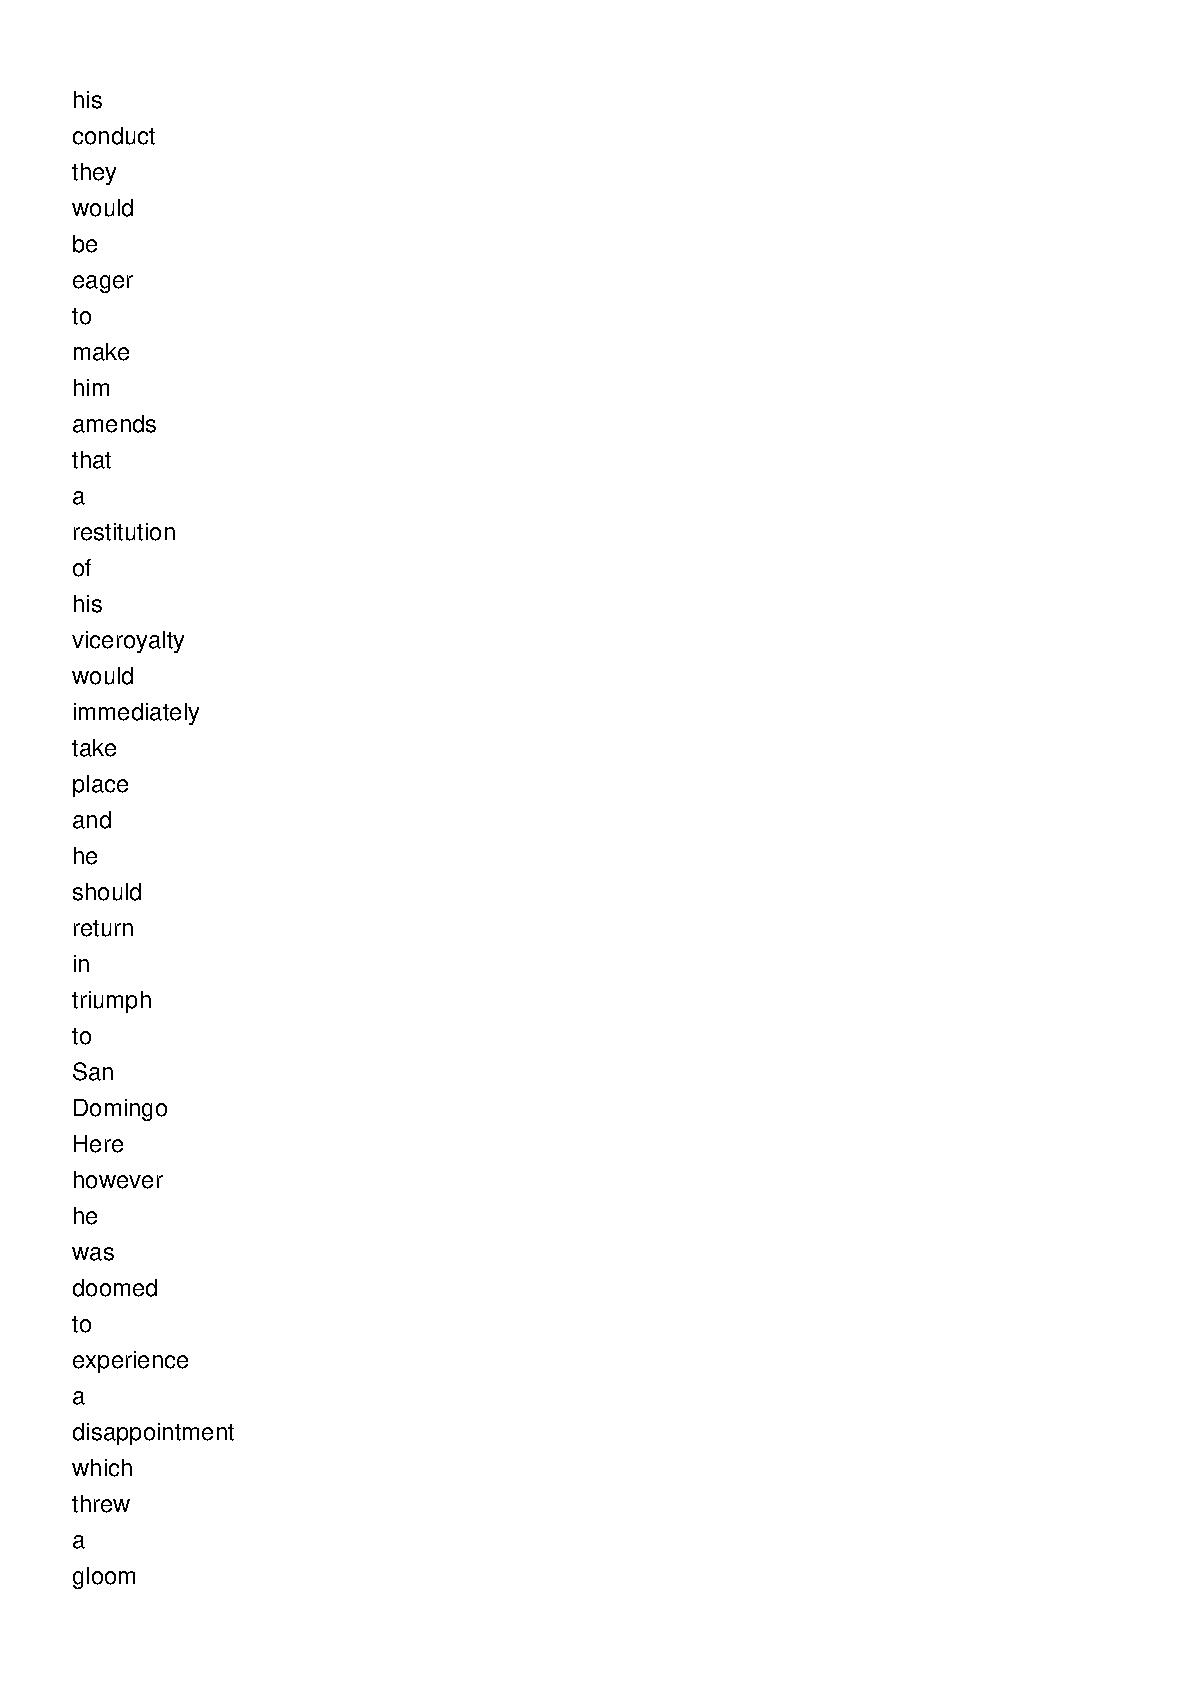 his
conduct
they
would
be
eager
to
make
him
amends
that
a
restitution
of
his
viceroyalty
would
immediately
take
place
and
he
should
return
in
triumph
to
San
Domingo
Here
however
he
was
doomed
to
experience
a
disappointment
which
threw
a
gloom